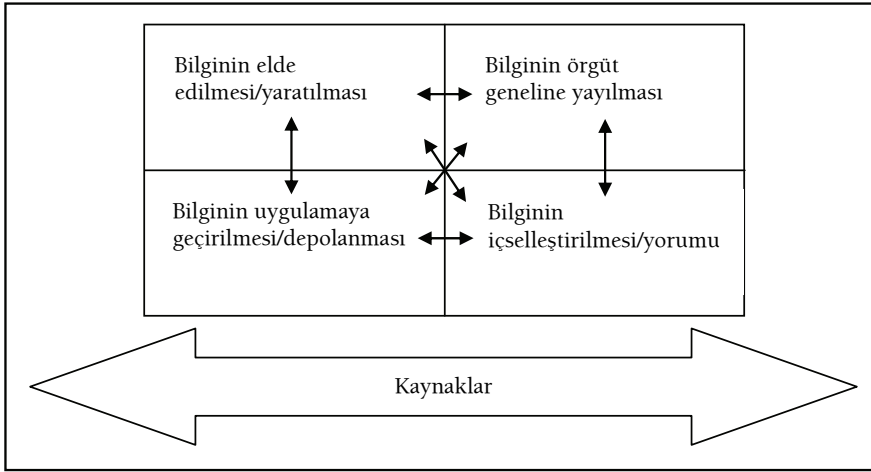 Bilginin elde
edilmesi/yaratılması
Bilginin örgüt
geneline yayılması
Bilginin uygulamaya
geçirilmesi/depolanması
Bilginin
içselleştirilmesi/yorumu
Kaynaklar